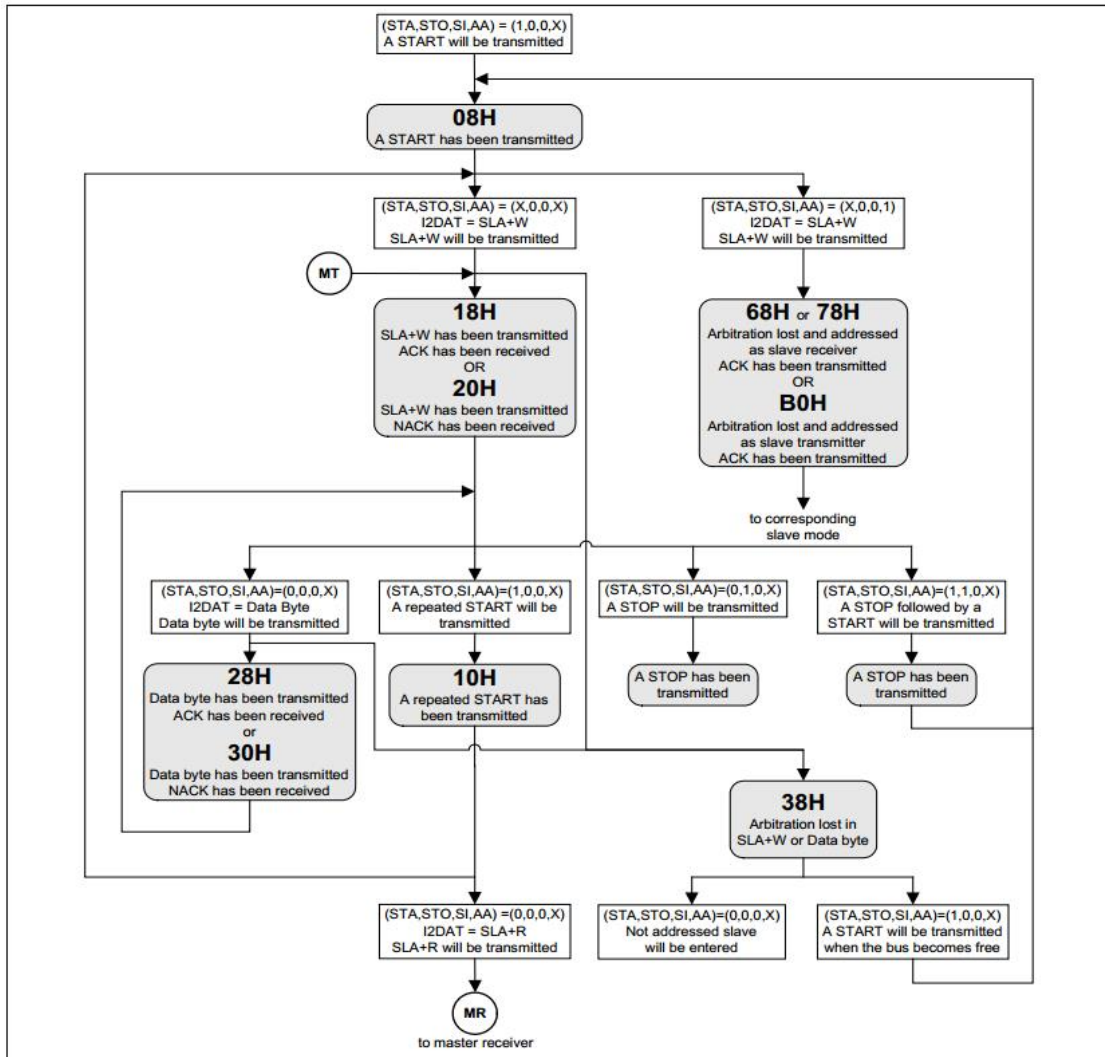 (STA,STO,SI,AA) = (1,0,0,X)
A START will be transmitted
08H
A START has been transmitted
(STA,STO,SI,AA) = (X,0,0,X)
I2DAT = SLA+W
SLA+W will be transmitted
(STA,STO,SI,AA) = (X,0,0,1)
I2DAT = SLA+W
SLA+W will be transmitted
MT
18H
SLA+W has been transmitted
ACK has been received
OR
20H
SLA+W has been transmitted
NACK has been received
68H or 78H
Arbitration lost and addressed
as slave receiver
ACK has been transmitted
OR
B0H
Arbitration lost and addressed
as slave transmitter
ACK has been transmitted
to corresponding
slave mode
(STA,STO,SI,AA)=(0,0,0,X)
I2DAT = Data Byte
Data byte will be transmitted
(STA,STO,SI,AA)=(1,0,0,X)
A repeated START will be
transmitted
(STA,STO,SI,AA)=(0,1,0,X)
A STOP will be transmitted
(STA,STO,SI,AA)=(1,1,0,X)
A STOP followed by a
START will be transmitted
28H
Data byte has been transmitted
ACK has been received
or
30H
Data byte has been transmitted
NACK has been received
10H
A repeated START has
been transmitted
A STOP has been
transmitted
A STOP has been
transmitted
38H
Arbitration lost in
SLA+W or Data byte
(STA,STO,SI,AA) =(0,0,0,X)
I2DAT = SLA+R
SLA+R will be transmitted
(STA,STO,SI,AA)=(0,0,0,X)
Not addressed slave
will be entered
(STA,STO,SI,AA)=(1,0,0,X)
A START will be transmitted
when the bus becomes free
MR
to master receiver